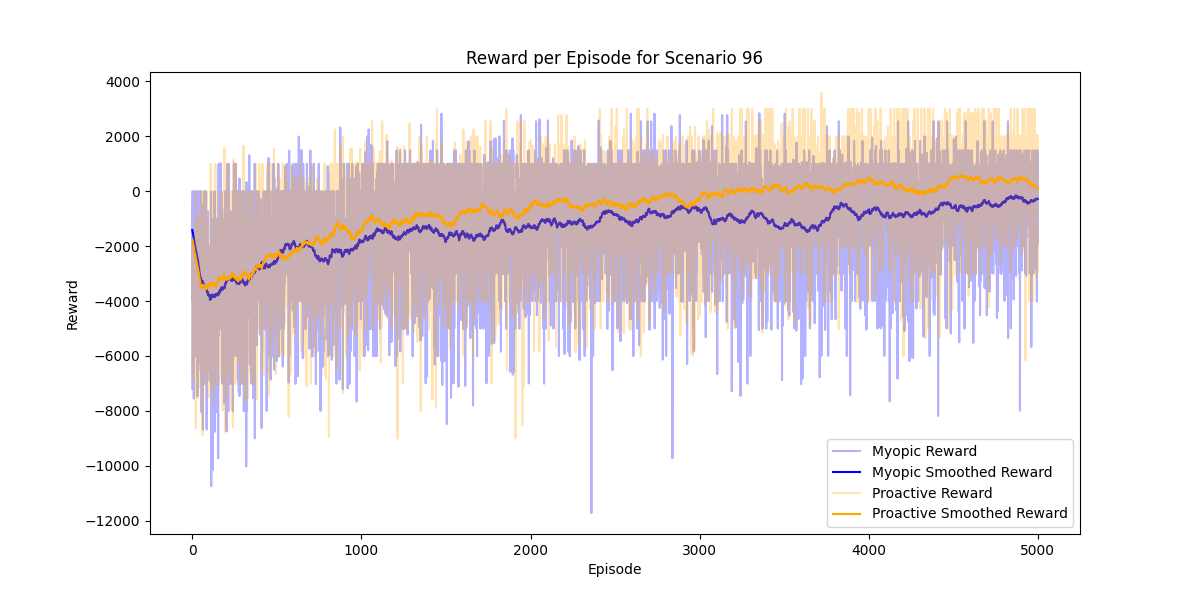 Reward per Episode for Scenario 96
4000
2000
0
−2000
−4000
−6000
−8000
−10000
−12000
Reward
0
1000
2000
3000
4000
5000
Episode
Myopic Reward
Myopic Smoothed Reward
Proactive Reward
Proactive Smoothed Reward